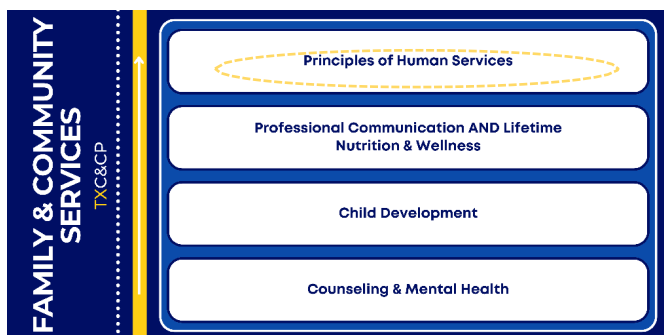 FAMILY & COMMUNITY
SERVICES
TXC&CP
Principles of Human Services
Professional Communication AND Lifetime
Nutrition & Wellness
Child Development
Counseling & Mental Health